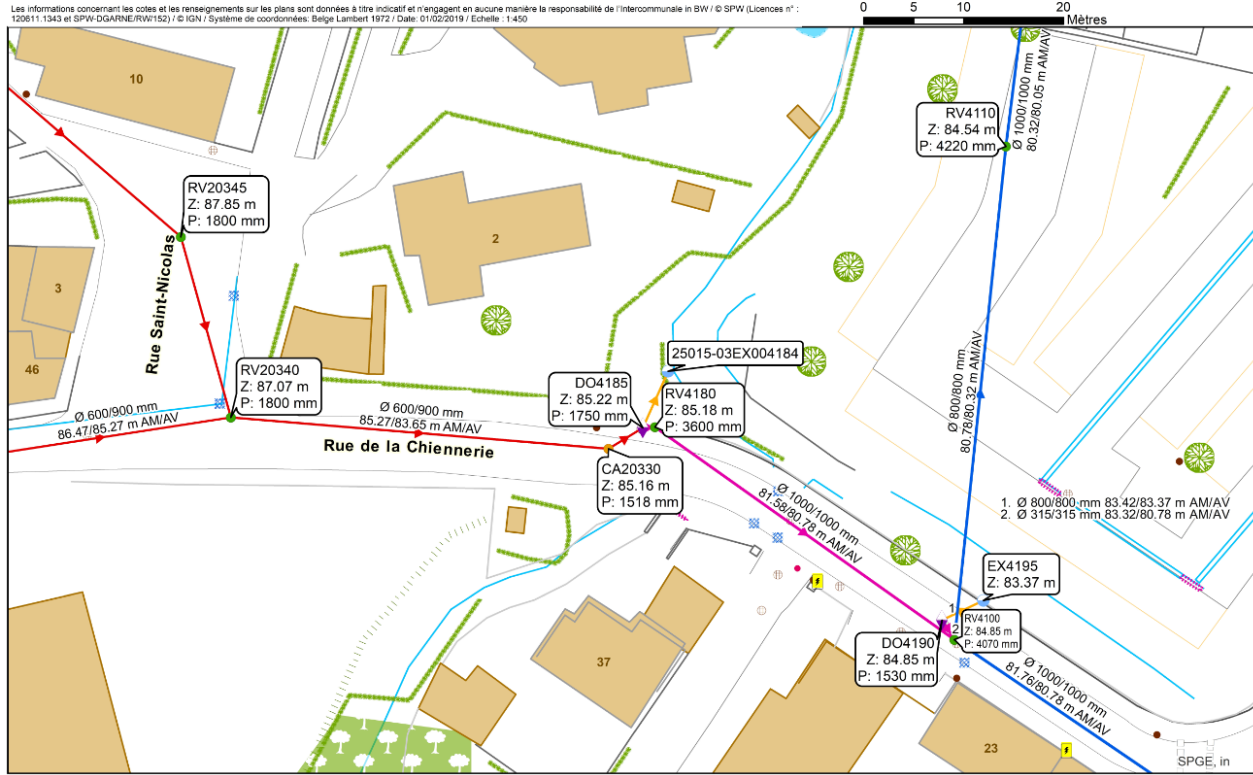 Les informations concernant les cotes et les renseignements sur les plans sont données à titre indicatif et n'engagent en aucune manière la responsabilité de l'Intercommunale in BW / © SPW (Licences n° :
120611.1343 et SPW-DGARNE/RW/152) / © IGN / Système de coordonnées: Belge Lambert 1972 / Date: 01/02/2019 / Echelle : 1:450
0 5 10 20
Mètres
10
RV4110
Z: 84.54 m
P: 4220 mm
Ø 1000/1000 mm
80.32/80.05 m AM/AV
RV20345
Z: 87.85 m
P: 1800 mm
2
Rue Saint-Nicolas
3
46
25015-03EX004184
RV20340
Z: 87.07 m
P: 1800 mm
DO4185
Z: 85.22 m
P: 1750 mm
RV4180
Z: 85.18 m
P: 3600 mm
Ø 800/800 mm
80.78/80.32 m AM/AV
Ø 600/900 mm
86.47/85.27 m AM/AV
Ø 600/900 mm
85.27/83.65 m AM/AV
Rue de la Chiennerie
CA20330
Z: 85.16 m
P: 1518 mm
Ø 1000/1000 mm
81.58/80.78 m AM/AV
1. Ø 800/800 mm 83.42/83.37 m AM/AV
2. Ø 315/315 mm 83.32/80.78 m AM/AV
EX4195
Z: 83.37 m
1
2
RV4100
Z: 84.85 m
P: 4070 mm
DO4190
Z: 84.85 m
P: 1530 mm
37
Ø 1000/1000 mm
81.76/80.78 m AM/AV
23
SPGE, in